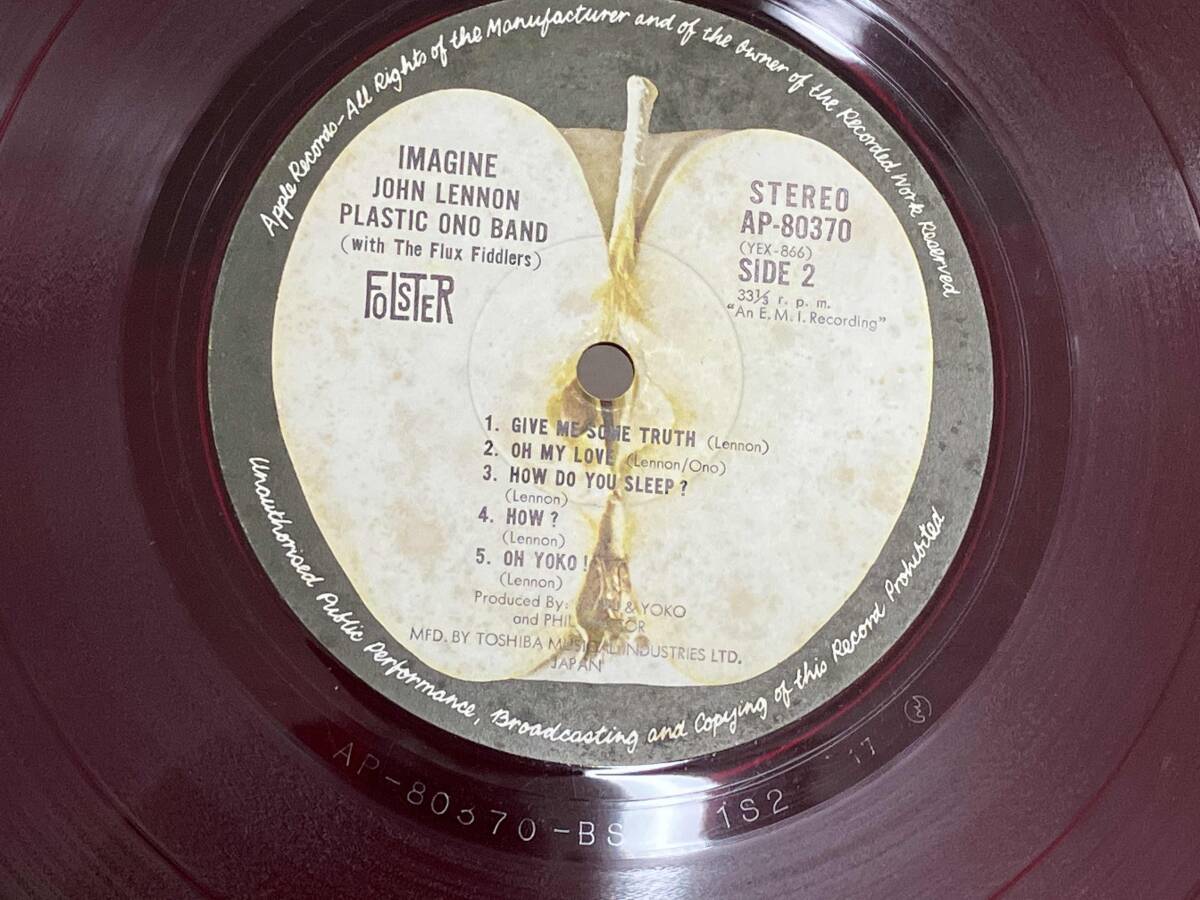 Apple Records-All Rights of the Manufacturer and of the Owner of the Recorded Work Reserved
IMAGINE
JOHN LENNON
PLASTIC ONO BAND
(with The Flux Fiddlers)
FOLSTER
STEREO
AP-80370
(YEX-866)
SIDE 2
33⅓ r. p. m.
"An E. M. I. Recording"
1. GIVE ME SOME TRUTH (Lennon)
2. OH MY LOVE (Lennon/Ono)
3. HOW DO YOU SLEEP?
(Lennon)
4. HOW?
(Lennon)
5. OH YOKO!
(Lennon)
Produced By: & YOKO
and PHIL
MFD. BY TOSHIBA MUSICAL INDUSTRIES LTD.
JAPAN
Unauthorised Public Performance, Broadcasting and Copying of this Record Prohibited
AP-80370-BS 1S2 17